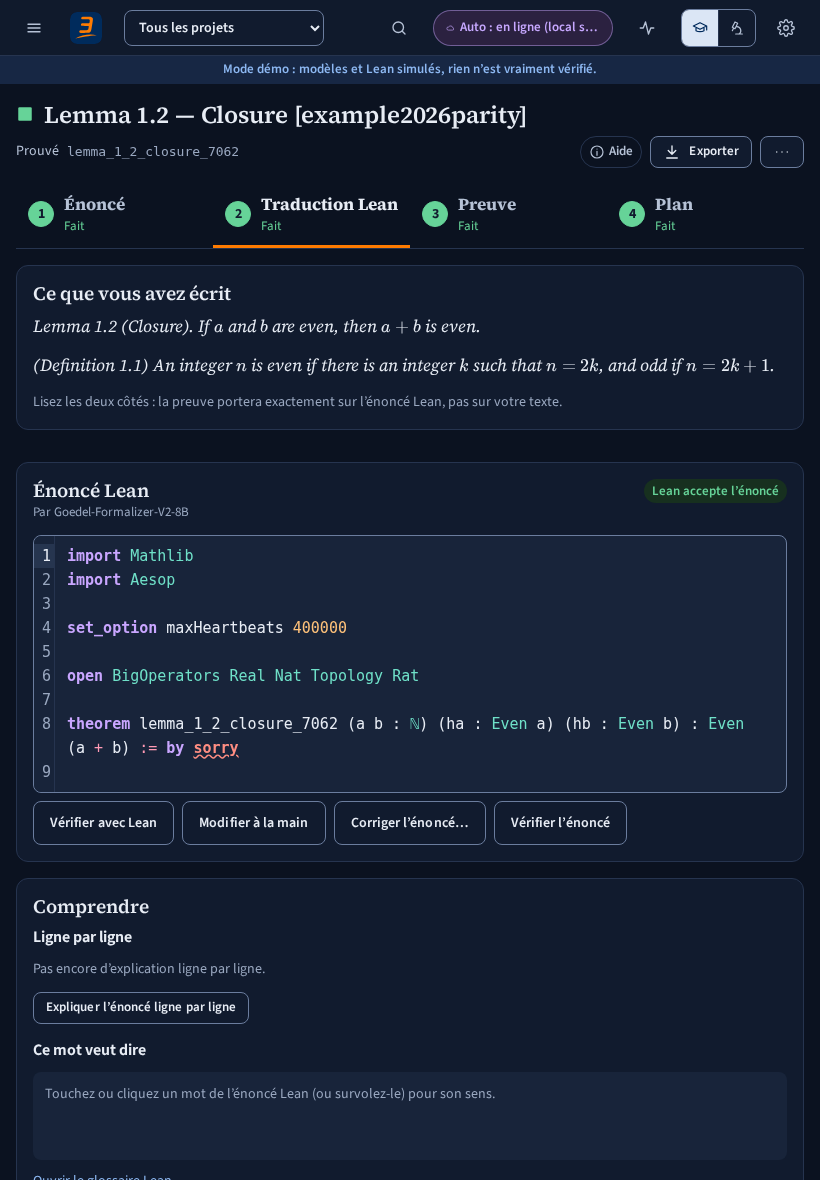 Tous les projets
Auto : en ligne (local s…
Mode démo : modèles et Lean simulés, rien n’est vraiment vérifié.
Lemma 1.2 — Closure [example2026parity]
Prouvé lemma_1_2_closure_7062
Aide
Exporter
...
1 Énoncé
Fait
2 Traduction Lean
Fait
3 Preuve
Fait
4 Plan
Fait
Ce que vous avez écrit
Lemma 1.2 (Closure). If a and b are even, then a + b is even.
(Definition 1.1) An integer n is even if there is an integer k such that n = 2k, and odd if n = 2k + 1.
Lisez les deux côtés : la preuve portera exactement sur l’énoncé Lean, pas sur votre texte.
Énoncé Lean
Lean accepte l’énoncé
Par Goedel-Formalizer-V2-8B
1 import Mathlib
2 import Aesop
3
4 set_option maxHeartbeats 400000
5
6 open BigOperators Real Nat Topology Rat
7
8 theorem lemma_1_2_closure_7062 (a b : ℕ) (ha : Even a) (hb : Even b) : Even
(a + b) := by sorry
9
Vérifier avec Lean
Modifier à la main
Corriger l’énoncé…
Vérifier l’énoncé
Comprendre
Ligne par ligne
Pas encore d’explication ligne par ligne.
Expliquer l’énoncé ligne par ligne
Ce mot veut dire
Touchez ou cliquez un mot de l’énoncé Lean (ou survolez-le) pour son sens.
Ouvrir le glossaire Lean